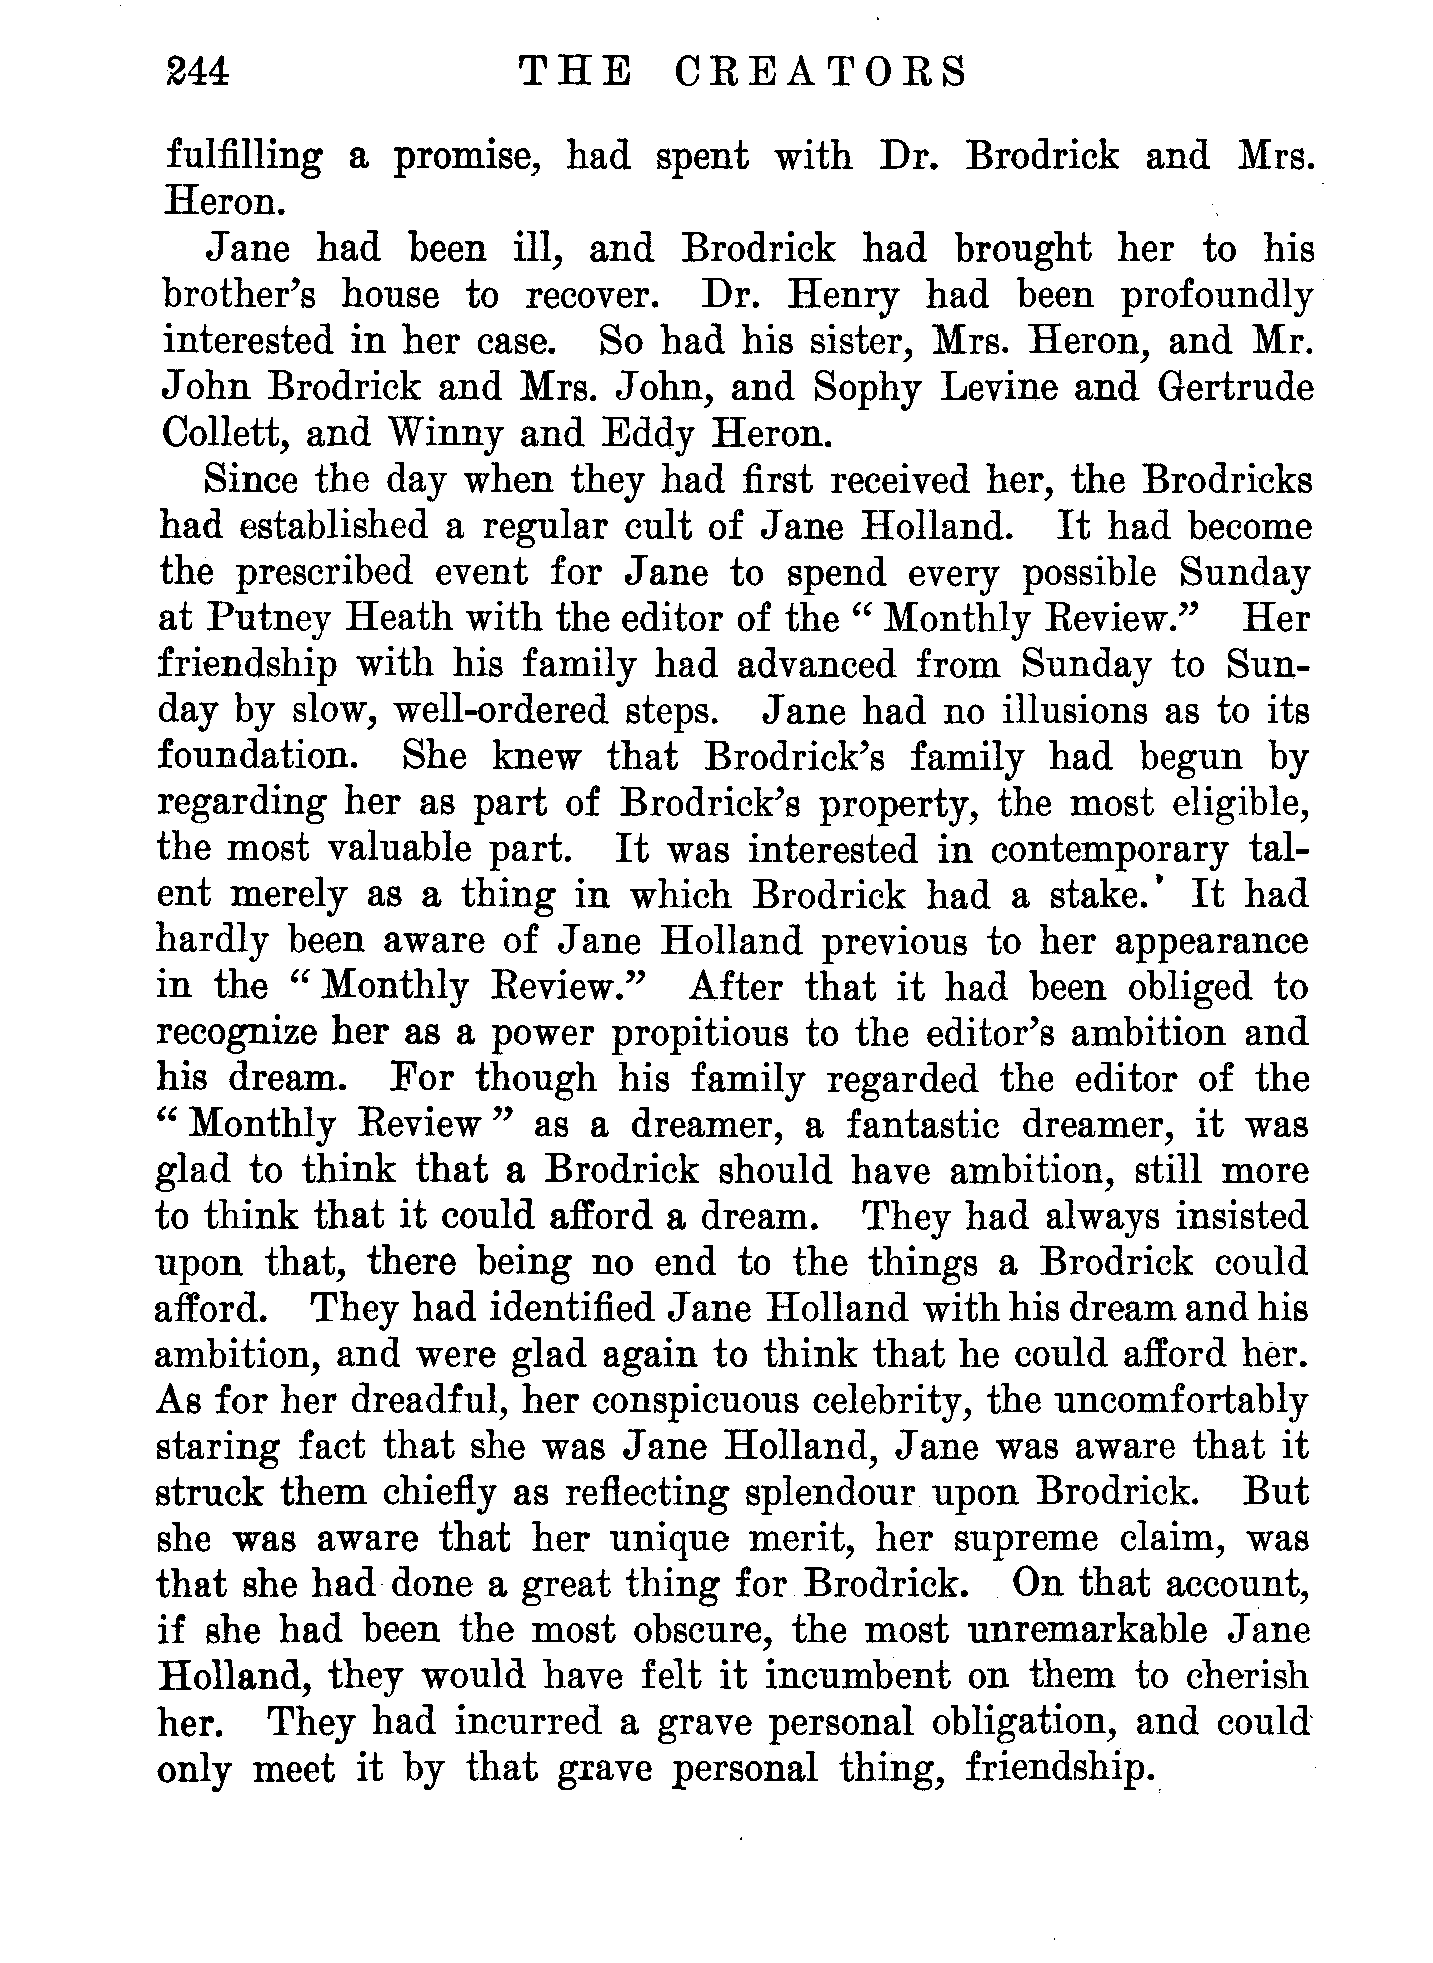 244 THE CREATORS
fulfilling a promise, had spent with Dr. Brodrick and Mrs.
Heron.
Jane had been ill, and Brodrick had brought her to his
brother's house to recover. Dr. Henry had been profoundly
interested in her case. So had his sister, Mrs. Heron, and Mr.
John Brodrick and Mrs. John, and Sophy Levine and Gertrude
Collett, and Winny and Eddy Heron.
Since the day when they had first received her, the Brodricks
had established a regular cult of Jane Holland. It had become
the prescribed event for Jane to spend every possible Sunday
at Putney Heath with the editor of the " Monthly Review." Her
friendship with his family had advanced from Sunday to Sun-
day by slow, well-ordered steps. Jane had no illusions as to its
foundation. She knew that Brodrick's family had begun by
regarding her as part of Brodrick's property, the most eligible,
the most valuable part. It was interested in contemporary tal-
ent merely as a thing in which Brodrick had a stake. It had
hardly been aware of Jane Holland previous to her appearance
in the " Monthly Review." After that it had been obliged to
recognize her as a power propitious to the editor's ambition and
his dream. For though his family regarded the editor of the
" Monthly Review " as a dreamer, a fantastic dreamer, it was
glad to think that a Brodrick should have ambition, still more
to think that it could afford a dream. They had always insisted
upon that, there being no end to the things a Brodrick could
afford. They had identified Jane Holland with his dream and his
ambition, and were glad again to think that he could afford her.
As for her dreadful, her conspicuous celebrity, the uncomfortably
staring fact that she was Jane Holland, Jane was aware that it
struck them chiefly as reflecting splendour upon Brodrick. But
she was aware that her unique merit, her supreme claim, was
that she had done a great thing for Brodrick. On that account,
if she had been the most obscure, the most unremarkable Jane
Holland, they would have felt it incumbent on them to cherish
her. They had incurred a grave personal obligation, and could
only meet it by that grave personal thing, friendship.